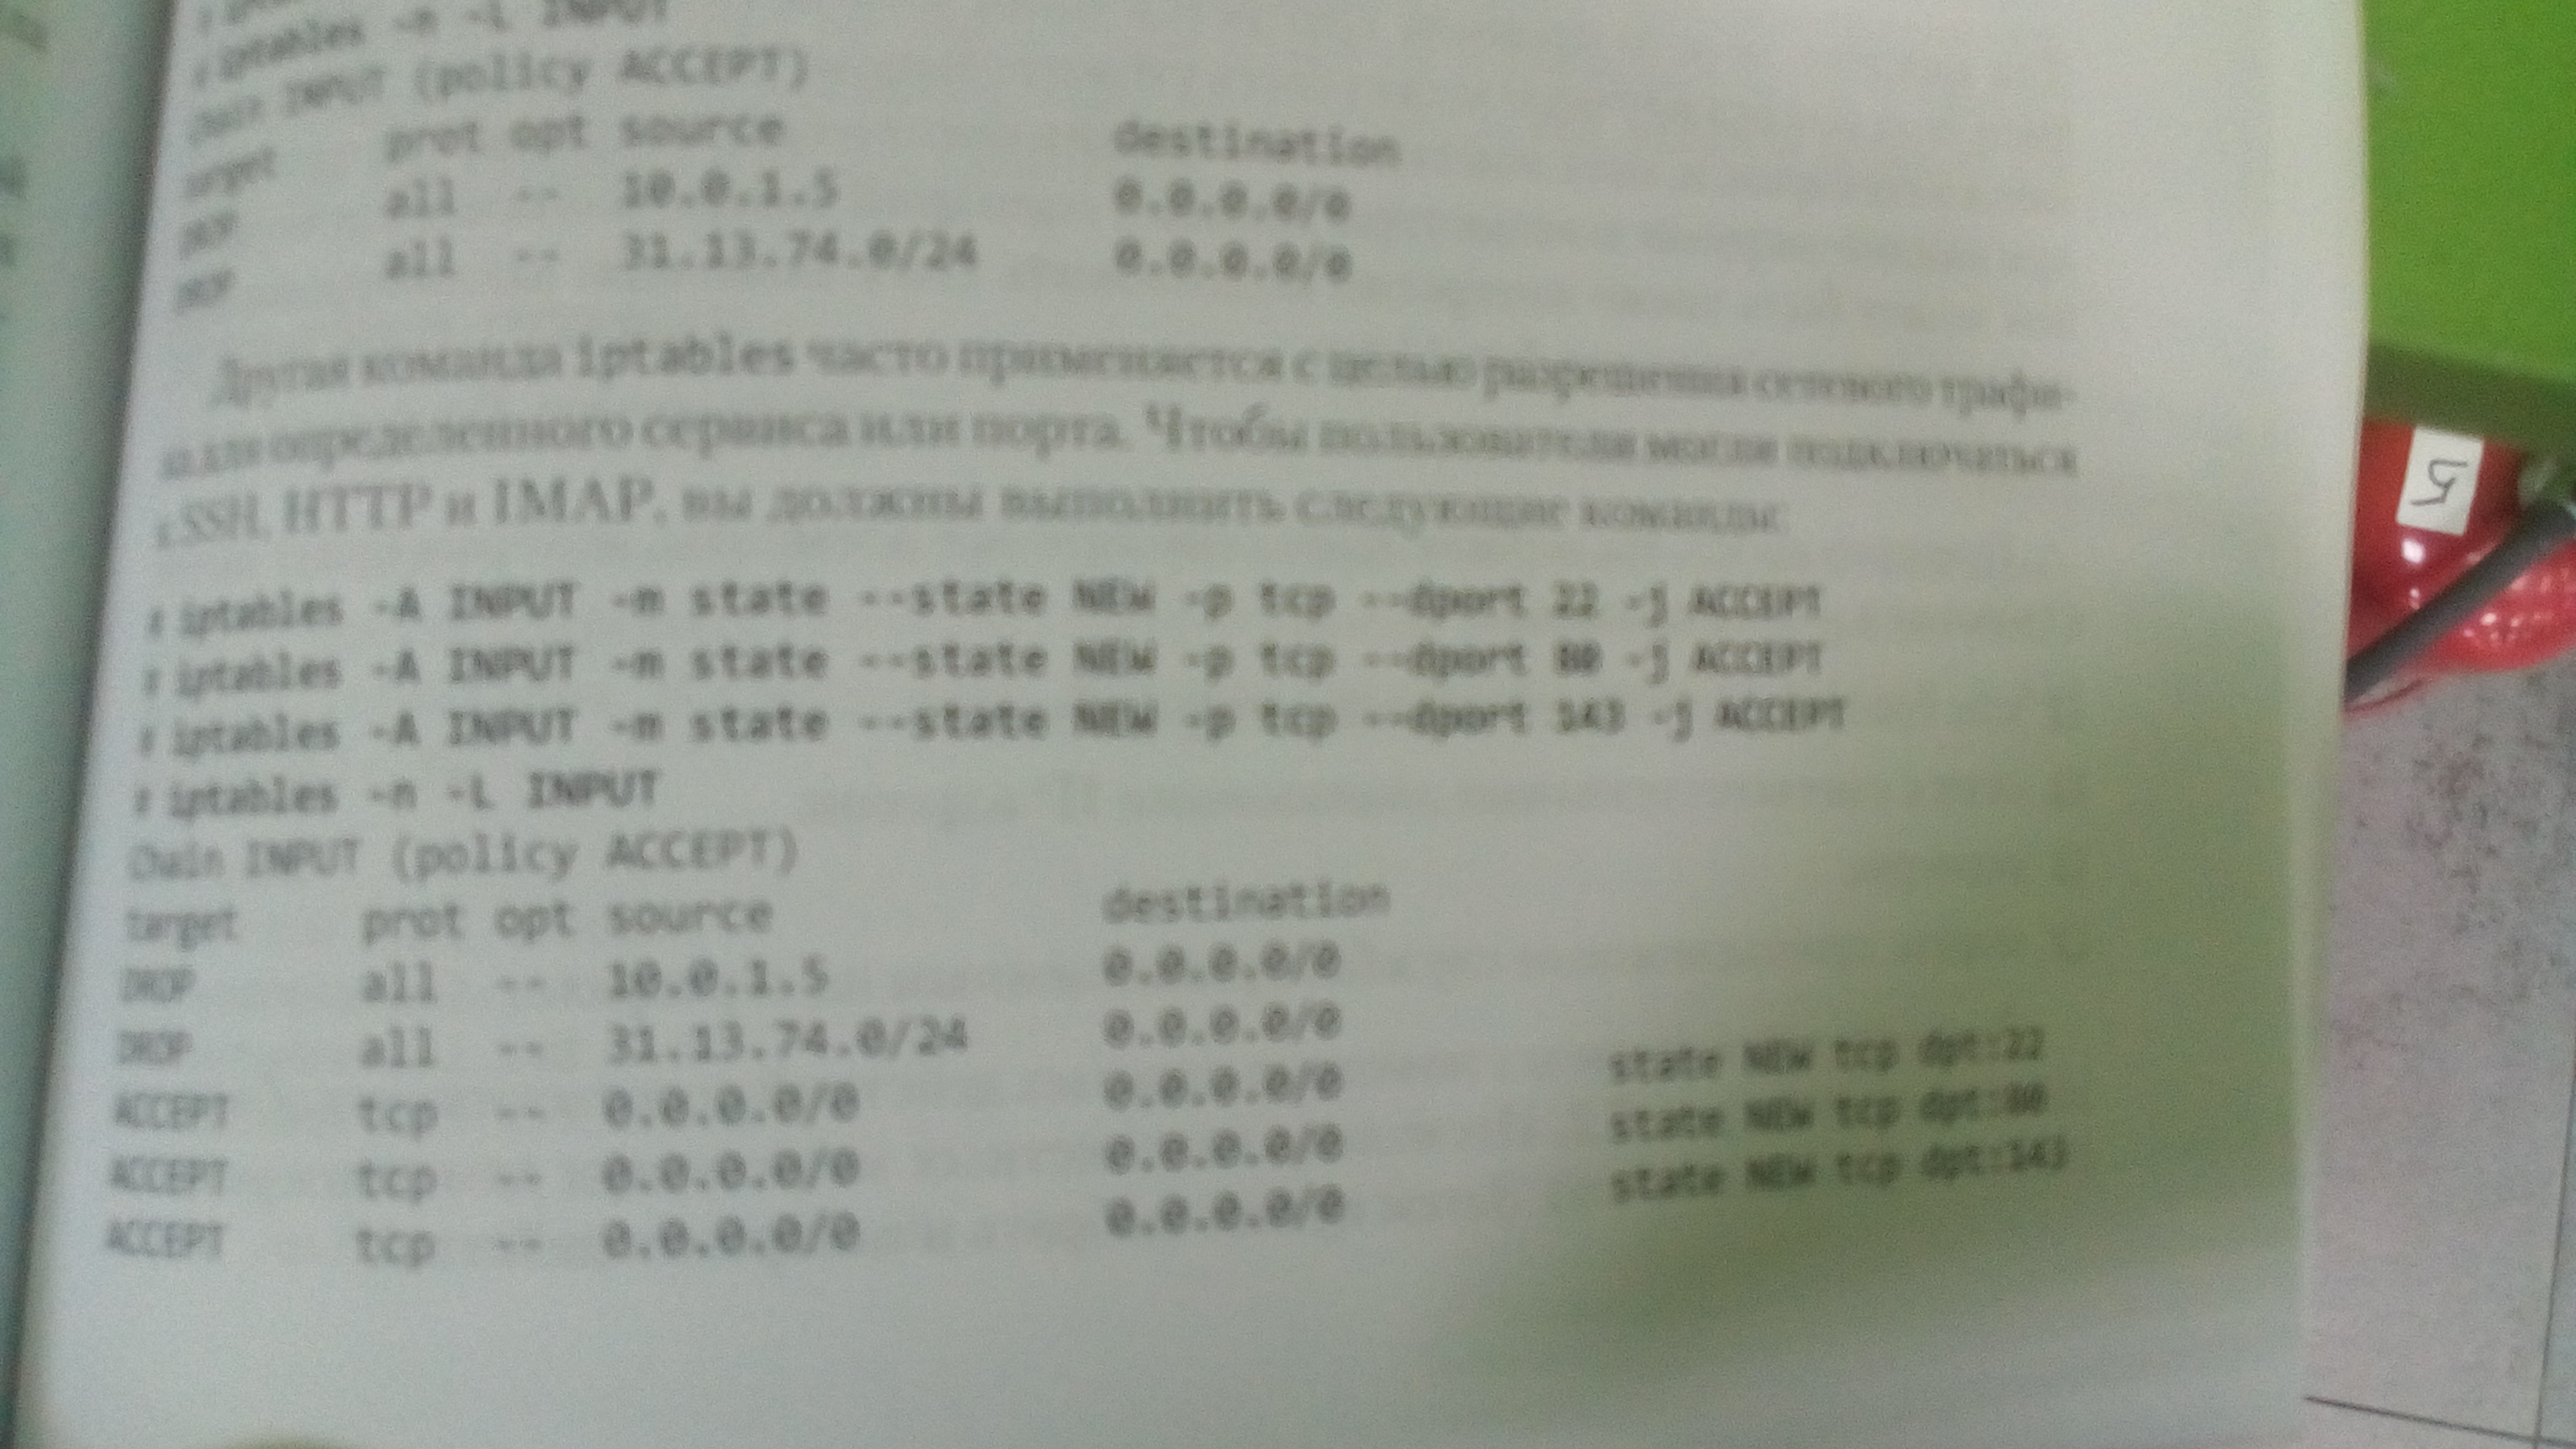 # iptables -n -L INPUT
Chain INPUT (policy ACCEPT)
target prot opt source destination
DROP all -- 10.0.1.5 0.0.0.0/0
DROP all -- 31.13.74.0/24 0.0.0.0/0
Другая команда iptables часто применяется с целью разрешения сетевого трафи-
для определенного сервиса или порта. Чтобы пользователи могли подключаться
к SSH, HTTP и IMAP, вы должны выполнить следующие команды:
# iptables -A INPUT -m state --state NEW -p tcp --dport 22 -j ACCEPT
# iptables -A INPUT -m state --state NEW -p tcp --dport 80 -j ACCEPT
# iptables -A INPUT -m state --state NEW -p tcp --dport 143 -j ACCEPT
# iptables -n -L INPUT
Chain INPUT (policy ACCEPT)
target prot opt source destination
DROP all -- 10.0.1.5 0.0.0.0/0
DROP all -- 31.13.74.0/24 0.0.0.0/0
ACCEPT tcp -- 0.0.0.0/0 0.0.0.0/0 state NEW tcp dpt:22
ACCEPT tcp -- 0.0.0.0/0 0.0.0.0/0 state NEW tcp dpt:80
ACCEPT tcp -- 0.0.0.0/0 0.0.0.0/0 state NEW tcp dpt:143